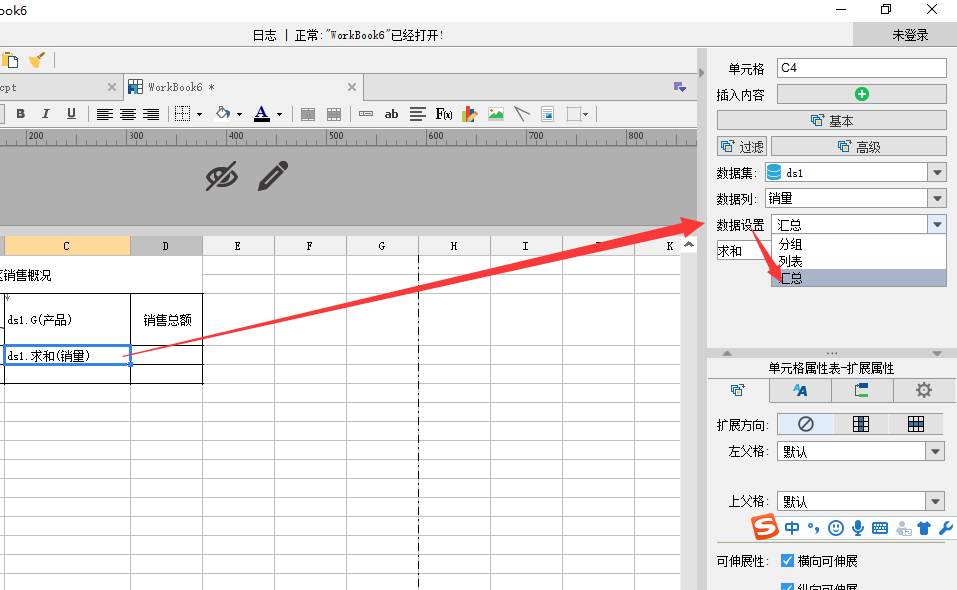 ook6
日志 | 正常:"WorkBook6"已经打开!
未登录
cpt
WorkBook6 *
B I U A ab F(x)
200 300 400 500 600 700 800
C D E F G H I K
销售概况
ds1.G(产品)
销售总额
ds1.求和(销量)
单元格 C4
插入内容
基本
过滤 高级
数据集: ds1
数据列: 销量
数据设置 汇总
分组
求和
列表
汇总
单元格属性表-扩展属性
扩展方向:
左父格: 默认
上父格: 默认
S 中
可伸展性: 横向可伸展
纵向可伸展